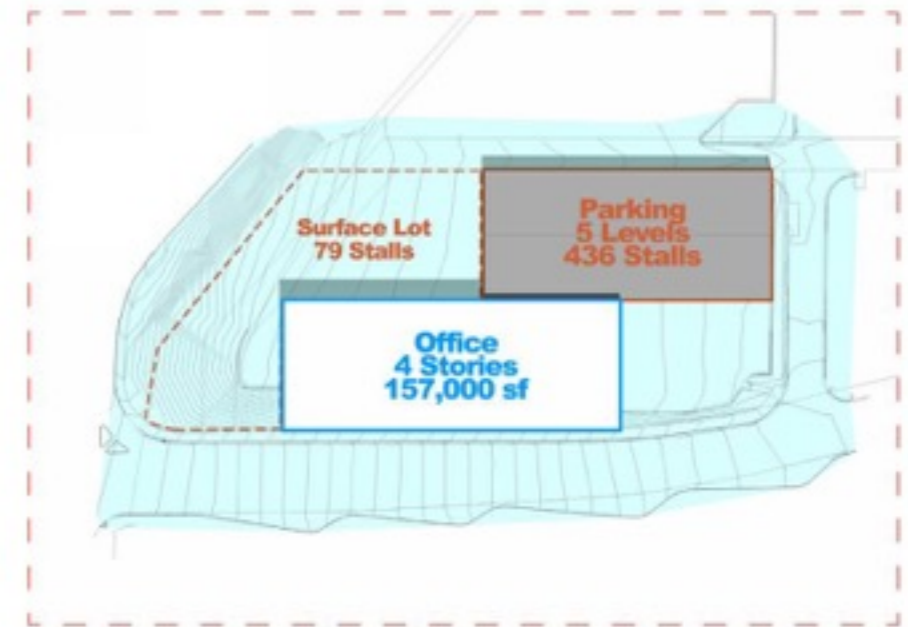 Surface Lot
79 Stalls
Parking
5 Levels
436 Stalls
Office
4 Stories
157,000 sf